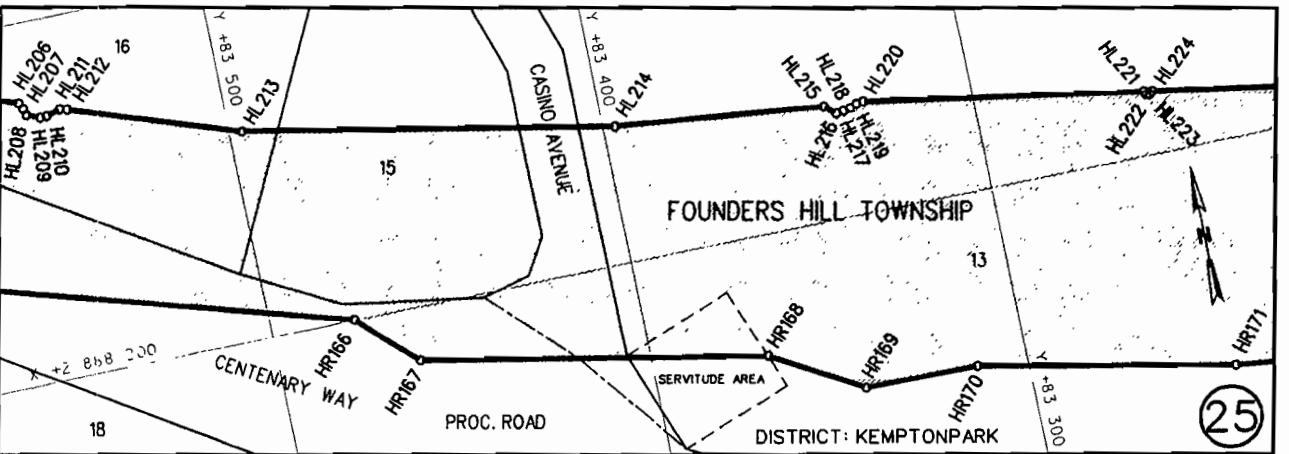 16
HL206
HL207
HL211
HL212
HL208
HL209
HL210
Y +83 500
HL213
15
CASINO AVENUE
Y +83 400
HL214
HL215
HL218
HL220
HL216
HL217
HL219
HL221
HL224
HL222
HL223
FOUNDERS HILL TOWNSHIP
13
N
X +2 868 200
CENTENARY WAY
HR166
HR167
HR168
HR169
HR170
HR171
SERVITUDE AREA
Y +83 300
18
PROC. ROAD
DISTRICT: KEMPTONPARK
25